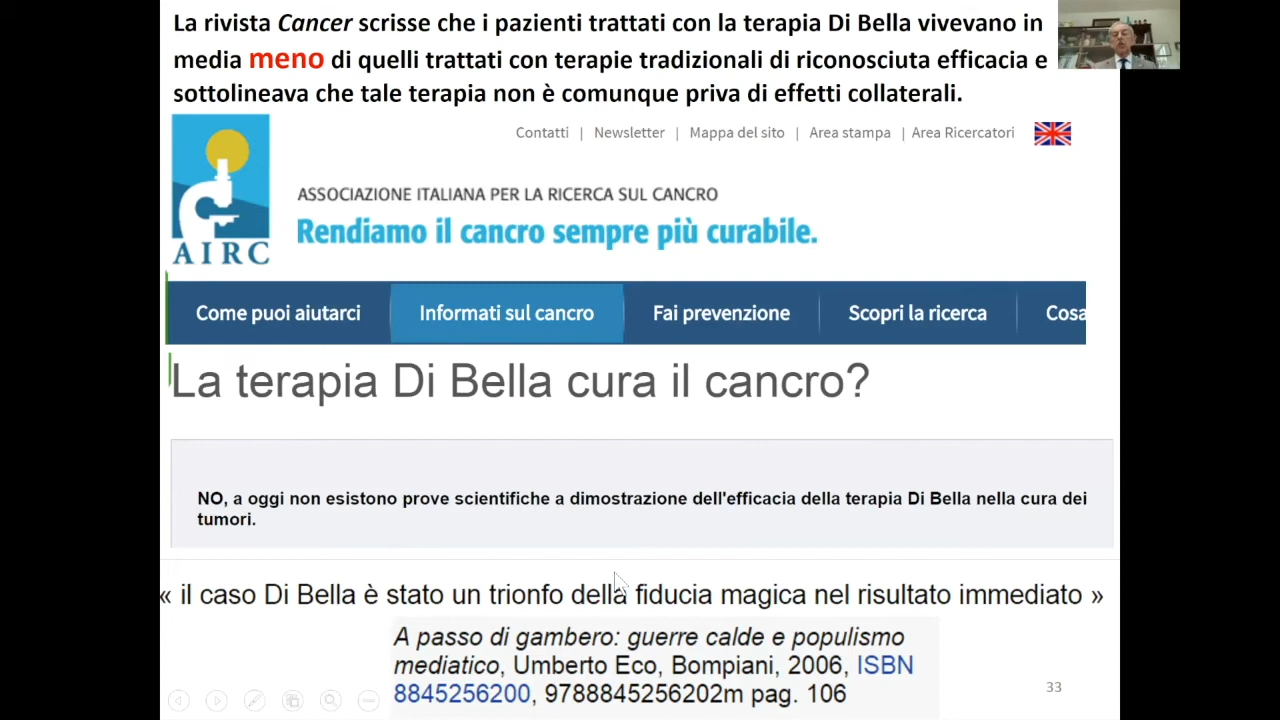 La rivista Cancer scrisse che i pazienti trattati con la terapia Di Bella vivevano in
media meno di quelli trattati con terapie tradizionali di riconosciuta efficacia e
sottolineava che tale terapia non è comunque priva di effetti collaterali.
Contatti | Newsletter | Mappa del sito | Area stampa | Area Ricercatori
ASSOCIAZIONE ITALIANA PER LA RICERCA SUL CANCRO
Rendiamo il cancro sempre più curabile.
AIRC
Come puoi aiutarci Informati sul cancro Fai prevenzione Scopri la ricerca Cosa
La terapia Di Bella cura il cancro?
NO, a oggi non esistono prove scientifiche a dimostrazione dell'efficacia della terapia Di Bella nella cura dei
tumori.
« il caso Di Bella è stato un trionfo della fiducia magica nel risultato immediato »
A passo di gambero: guerre calde e populismo
mediatico, Umberto Eco, Bompiani, 2006, ISBN
8845256200, 9788845256202m pag. 106
33